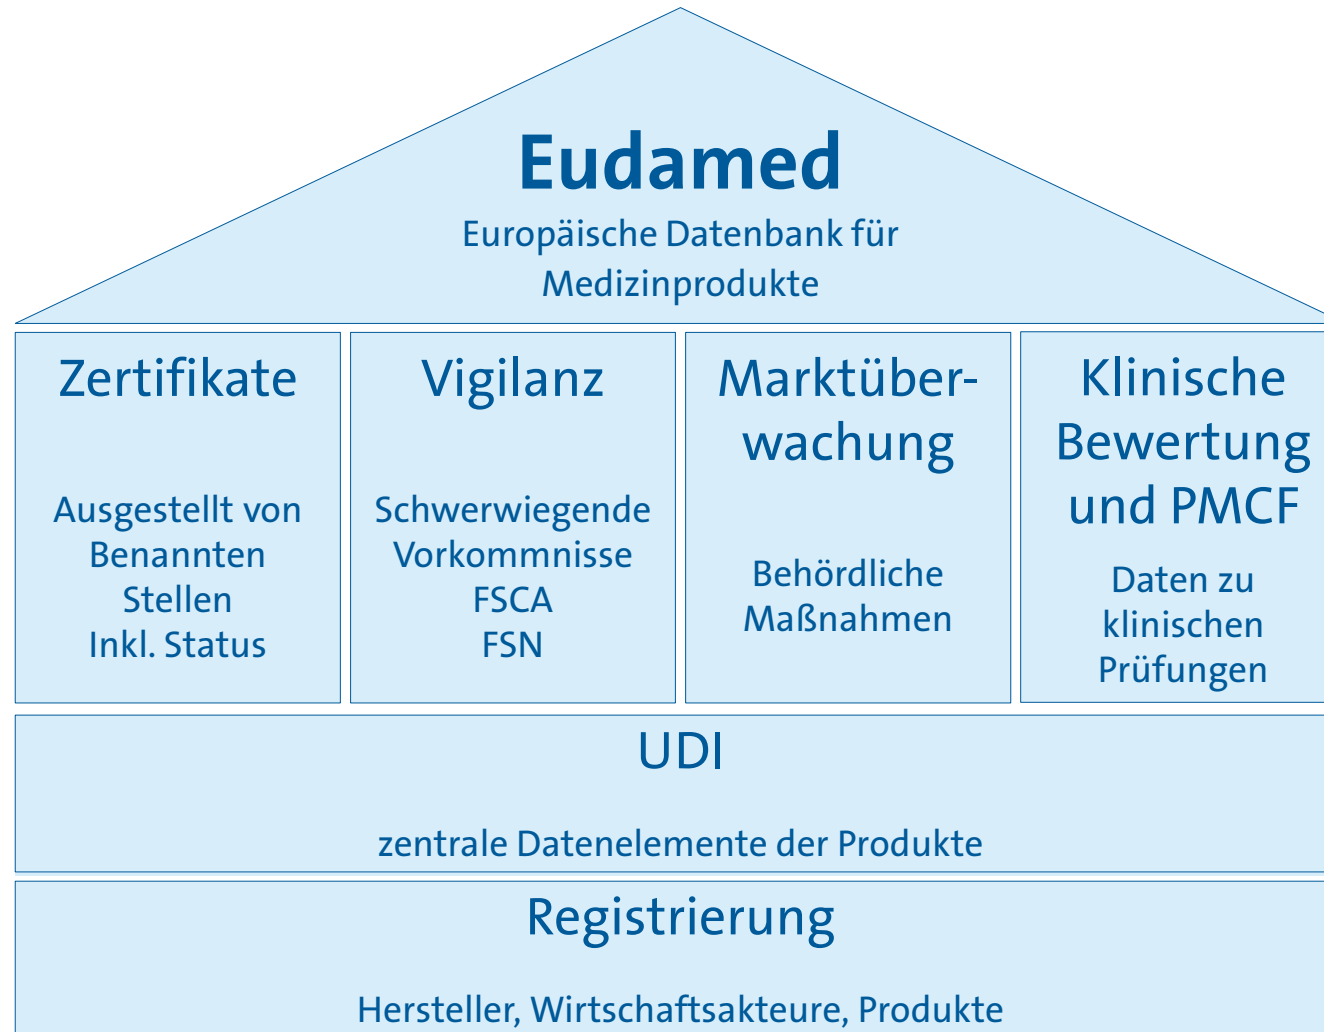 Eudamed
Europäische Datenbank für
Medizinprodukte
Zertifikate
Ausgestellt von
Benannten
Stellen
Inkl. Status
Vigilanz
Schwerwiegende
Vorkommnisse
FSCA
FSN
Marktüber-
wachung
Behördliche
Maßnahmen
Klinische
Bewertung
und PMCF
Daten zu
klinischen
Prüfungen
UDI
zentrale Datenelemente der Produkte
Registrierung
Hersteller, Wirtschaftsakteure, Produkte